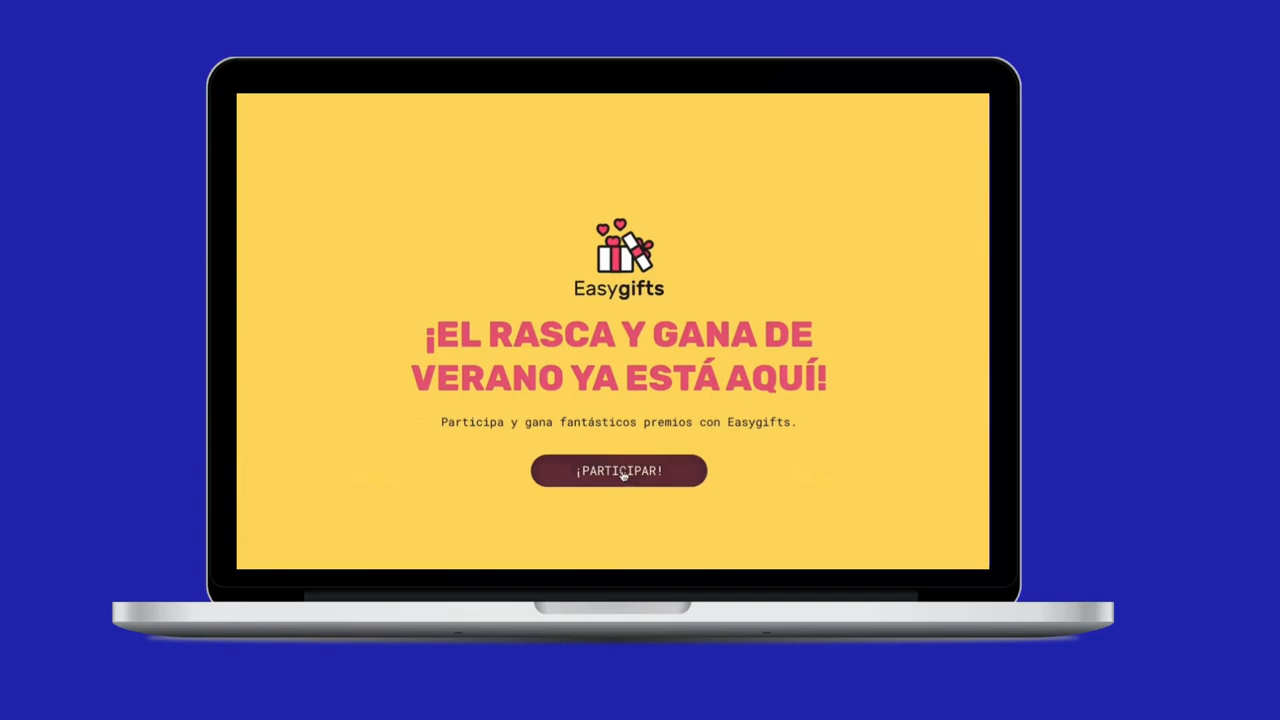 Easygifts
¡EL RASCA Y GANA DE
VERANO YA ESTÁ AQUÍ!
Participa y gana fantásticos premios con Easygifts.
¡PARTICIPAR!